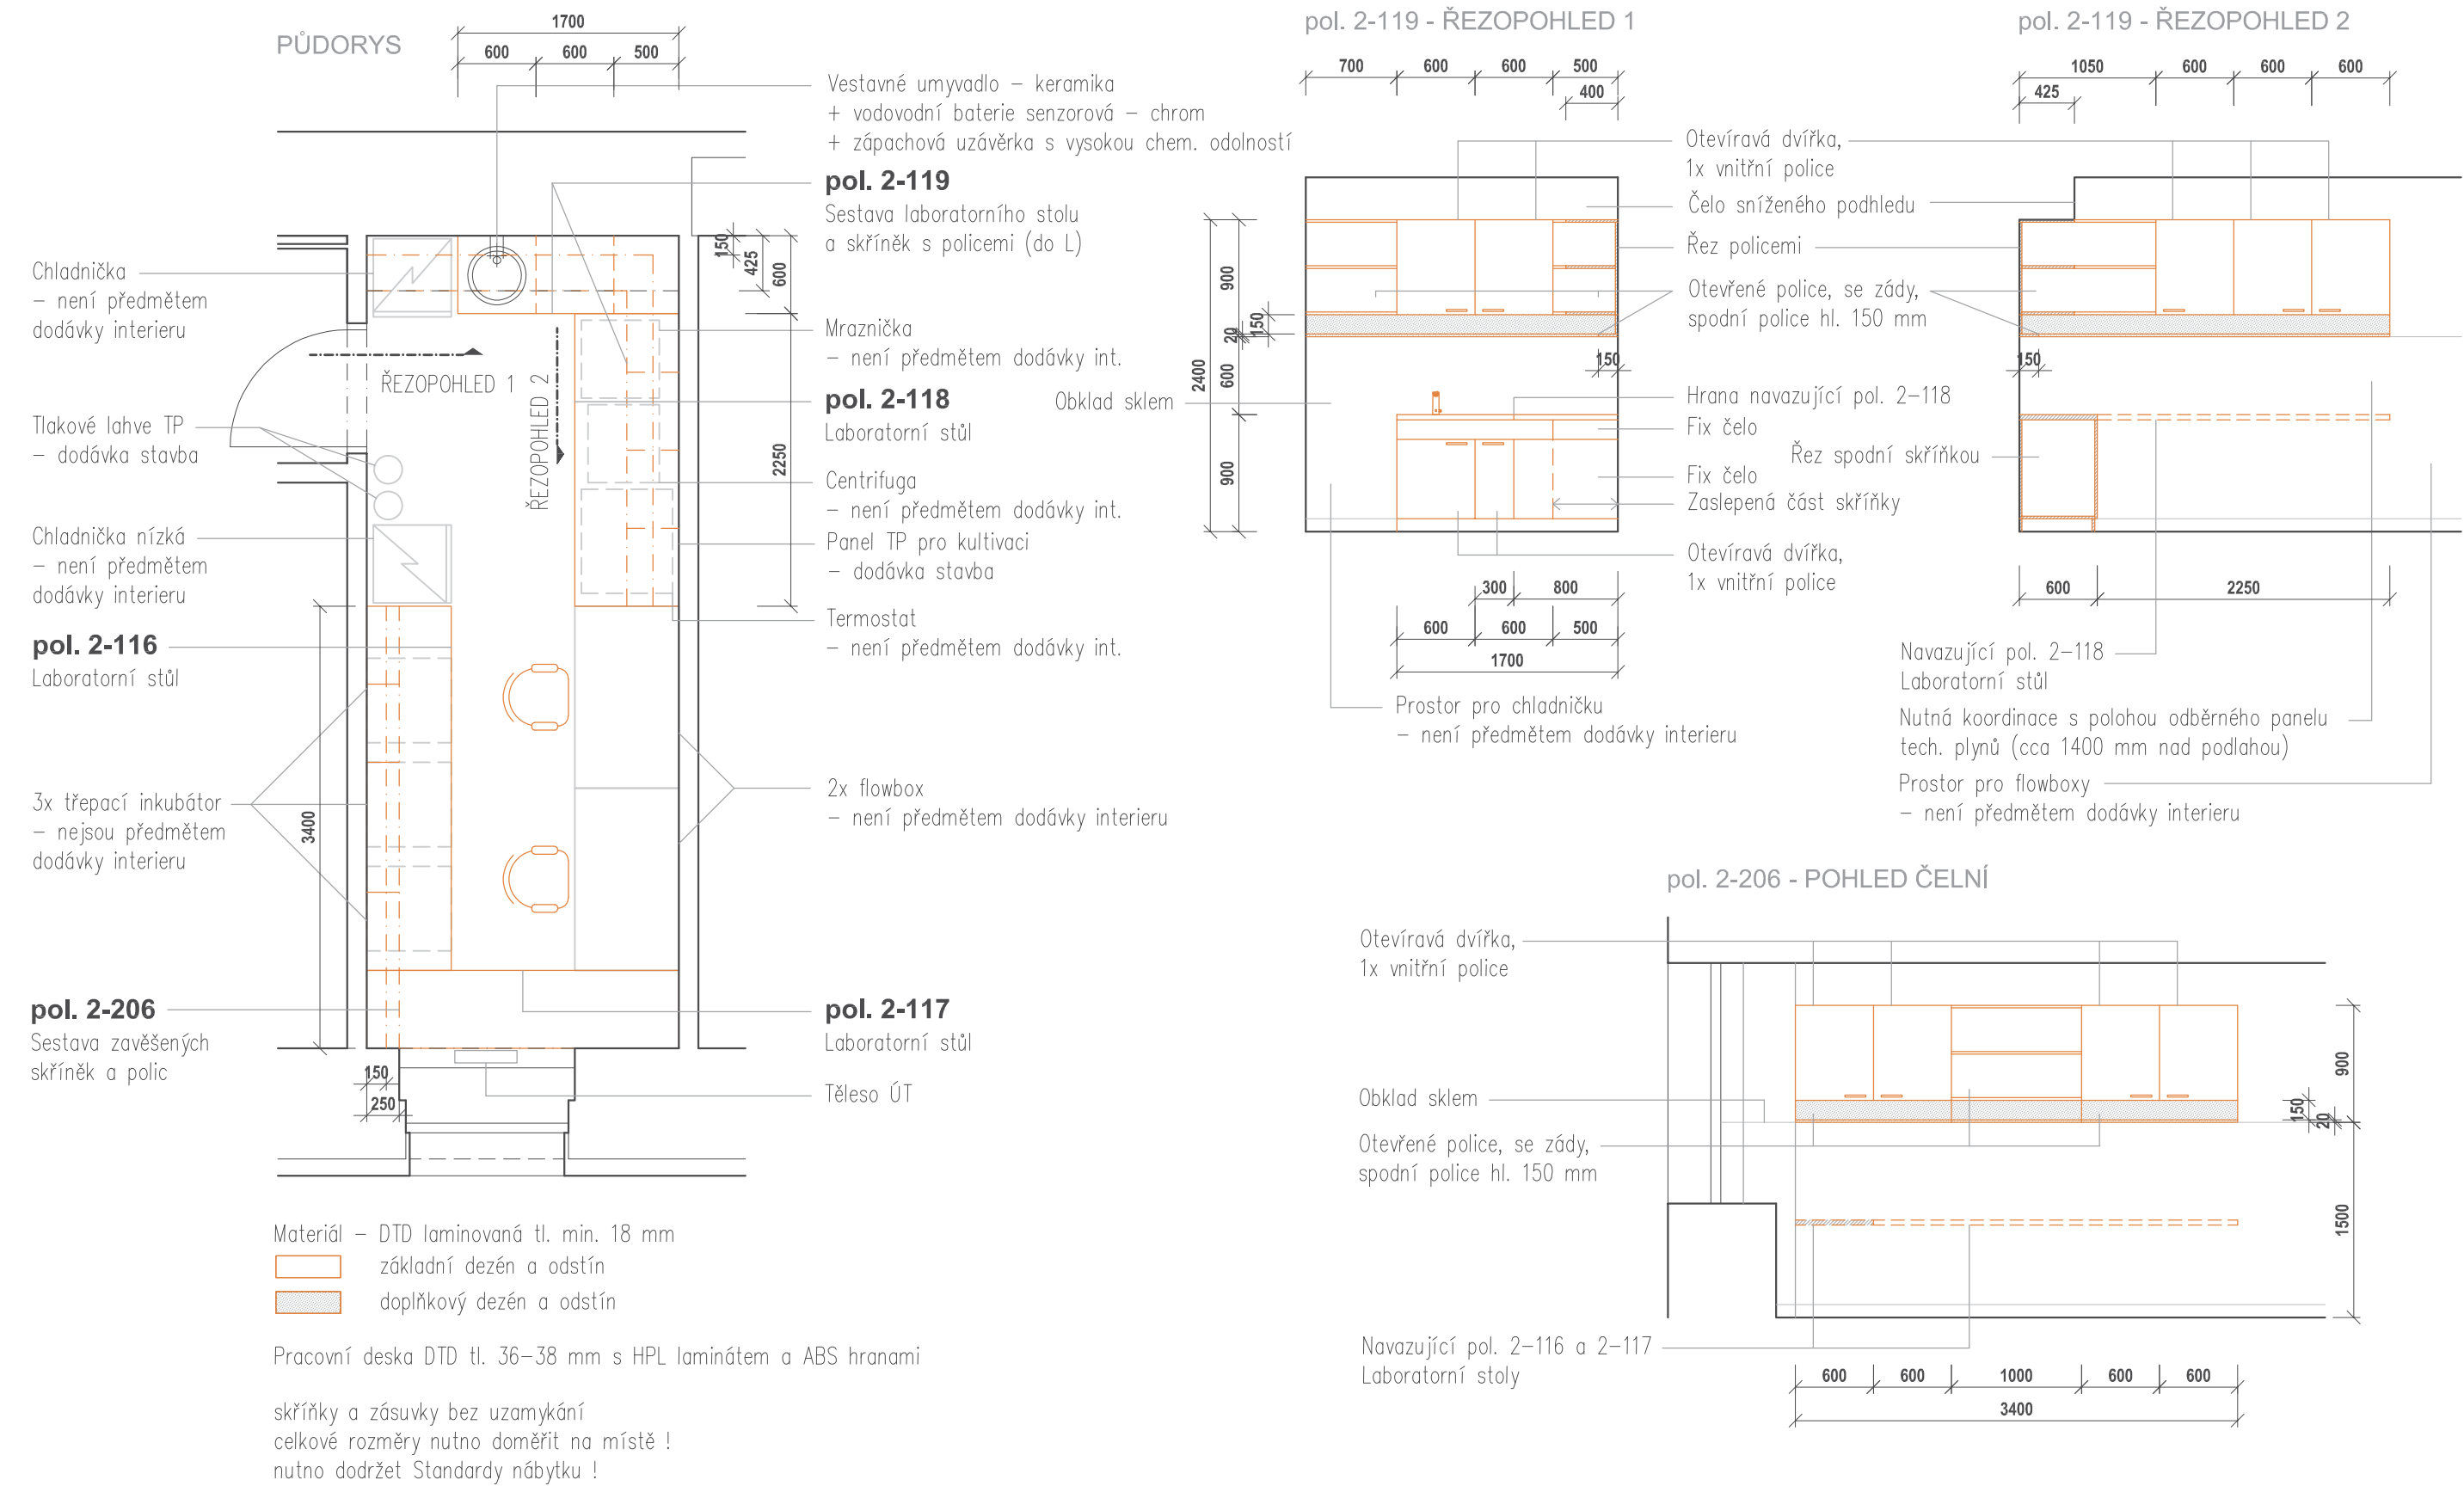 PŮDORYS
1700
600
600
500
Vestavné umyvadlo – keramika
+ vodovodní baterie senzorová – chrom
+ zápachová uzávěrka s vysokou chem. odolností
pol. 2-119
Sestava laboratorního stolu
a skříněk s policemi (do L)
150
425
600
2250
Chladnička
– není předmětem
dodávky interieru
Mraznička
– není předmětem dodávky int.
ŘEZOPOHLED 1
ŘEZOPOHLED 2
pol. 2-118
Laboratorní stůl
Tlakové lahve TP
– dodávka stavba
Centrifuga
– není předmětem dodávky int.
Panel TP pro kultivaci
– dodávka stavba
Chladnička nízká
– není předmětem
dodávky interieru
Termostat
– není předmětem dodávky int.
pol. 2-116
Laboratorní stůl
3x třepací inkubátor
– nejsou předmětem
dodávky interieru
3400
2x flowbox
– není předmětem dodávky interieru
pol. 2-206
Sestava zavěšených
skříněk a polic
pol. 2-117
Laboratorní stůl
150
250
Těleso ÚT
Materiál – DTD laminovaná tl. min. 18 mm
základní dezén a odstín
doplňkový dezén a odstín
Pracovní deska DTD tl. 36–38 mm s HPL laminátem a ABS hranami
skříňky a zásuvky bez uzamykání
celkové rozměry nutno doměřit na místě !
nutno dodržet Standardy nábytku !
pol. 2-119 - ŘEZOPOHLED 1
700
600
600
500
400
900
150
20
2400
600
900
150
Obklad sklem
300
800
600
600
500
1700
Prostor pro chladničku
– není předmětem dodávky interieru
Otevíravá dvířka,
1x vnitřní police
Čelo sníženého podhledu
Řez policemi
Otevřené police, se zády,
spodní police hl. 150 mm
Hrana navazující pol. 2–118
Fix čelo
Řez spodní skříňkou
Fix čelo
Zaslepená část skříňky
Otevíravá dvířka,
1x vnitřní police
pol. 2-119 - ŘEZOPOHLED 2
1050
600
600
600
425
150
600
2250
Navazující pol. 2–118
Laboratorní stůl
Nutná koordinace s polohou odběrného panelu
tech. plynů (cca 1400 mm nad podlahou)
Prostor pro flowboxy
– není předmětem dodávky interieru
pol. 2-206 - POHLED ČELNÍ
Otevíravá dvířka,
1x vnitřní police
Obklad sklem
Otevřené police, se zády,
spodní police hl. 150 mm
900
150
20
1500
Navazující pol. 2–116 a 2–117
Laboratorní stoly
600
600
1000
600
600
3400